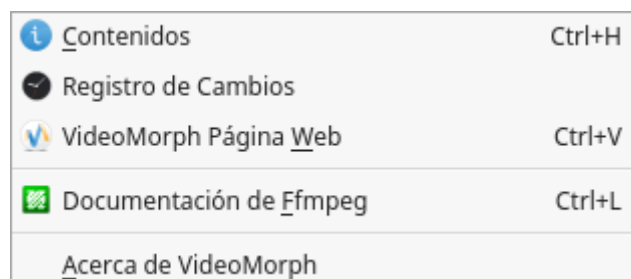 Contenidos Ctrl+H
Registro de Cambios
VideoMorph Página Web Ctrl+V
Documentación de Ffmpeg Ctrl+L
Acerca de VideoMorph